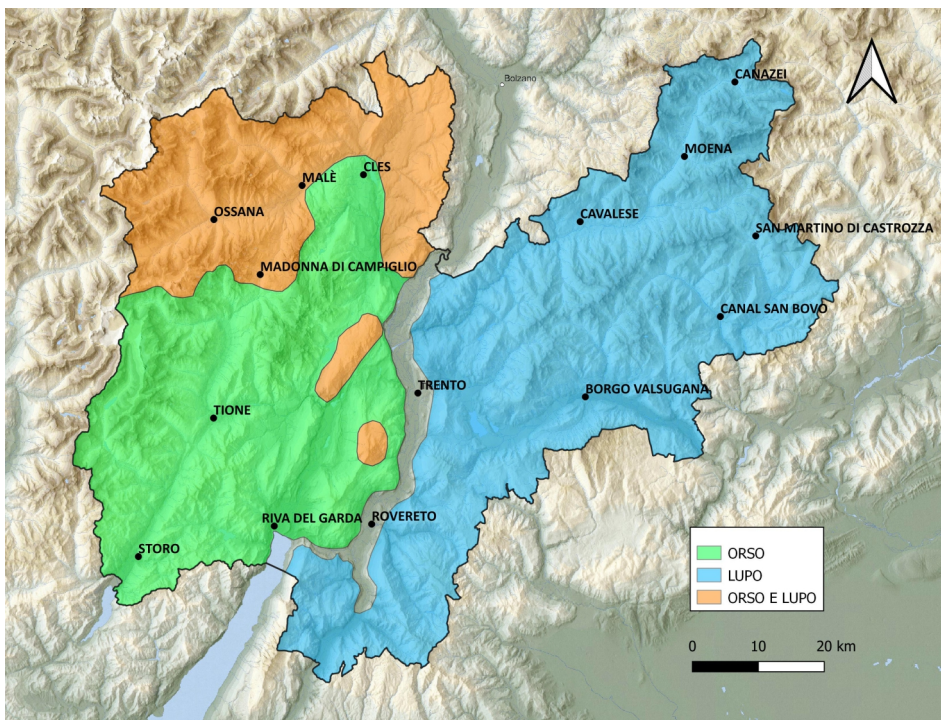 Bolzano
CANAZEI
MOENA
CLES
MALÈ
OSSANA
CAVALESE
SAN MARTINO DI CASTROZZA
MADONNA DI CAMPIGLIO
CANAL SAN BOVO
TRENTO
BORGO VALSUGANA
TIONE
RIVA DEL GARDA
ROVERETO
STORO
ORSO
LUPO
ORSO E LUPO
0 10 20 km